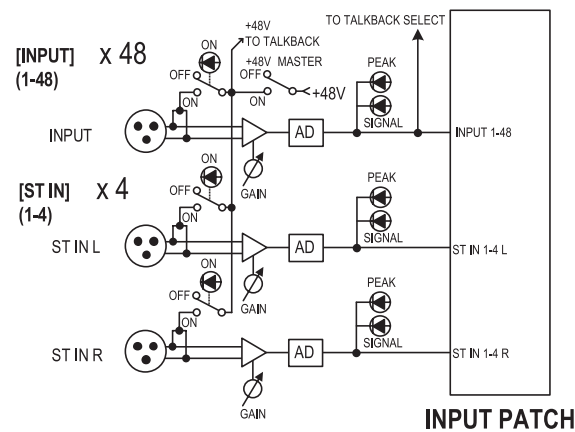 +48V
TO TALKBACK
TO TALKBACK SELECT
[INPUT] X 48
(1-48)
ON
OFF
ON
+48V MASTER
OFF
ON
+48V
PEAK
SIGNAL
INPUT
AD
GAIN
INPUT 1-48
[ST IN] X 4
(1-4)
ON
OFF
ON
PEAK
SIGNAL
ST IN L
AD
GAIN
ST IN 1-4 L
ON
OFF
ON
PEAK
SIGNAL
ST IN R
AD
GAIN
ST IN 1-4 R
INPUT PATCH